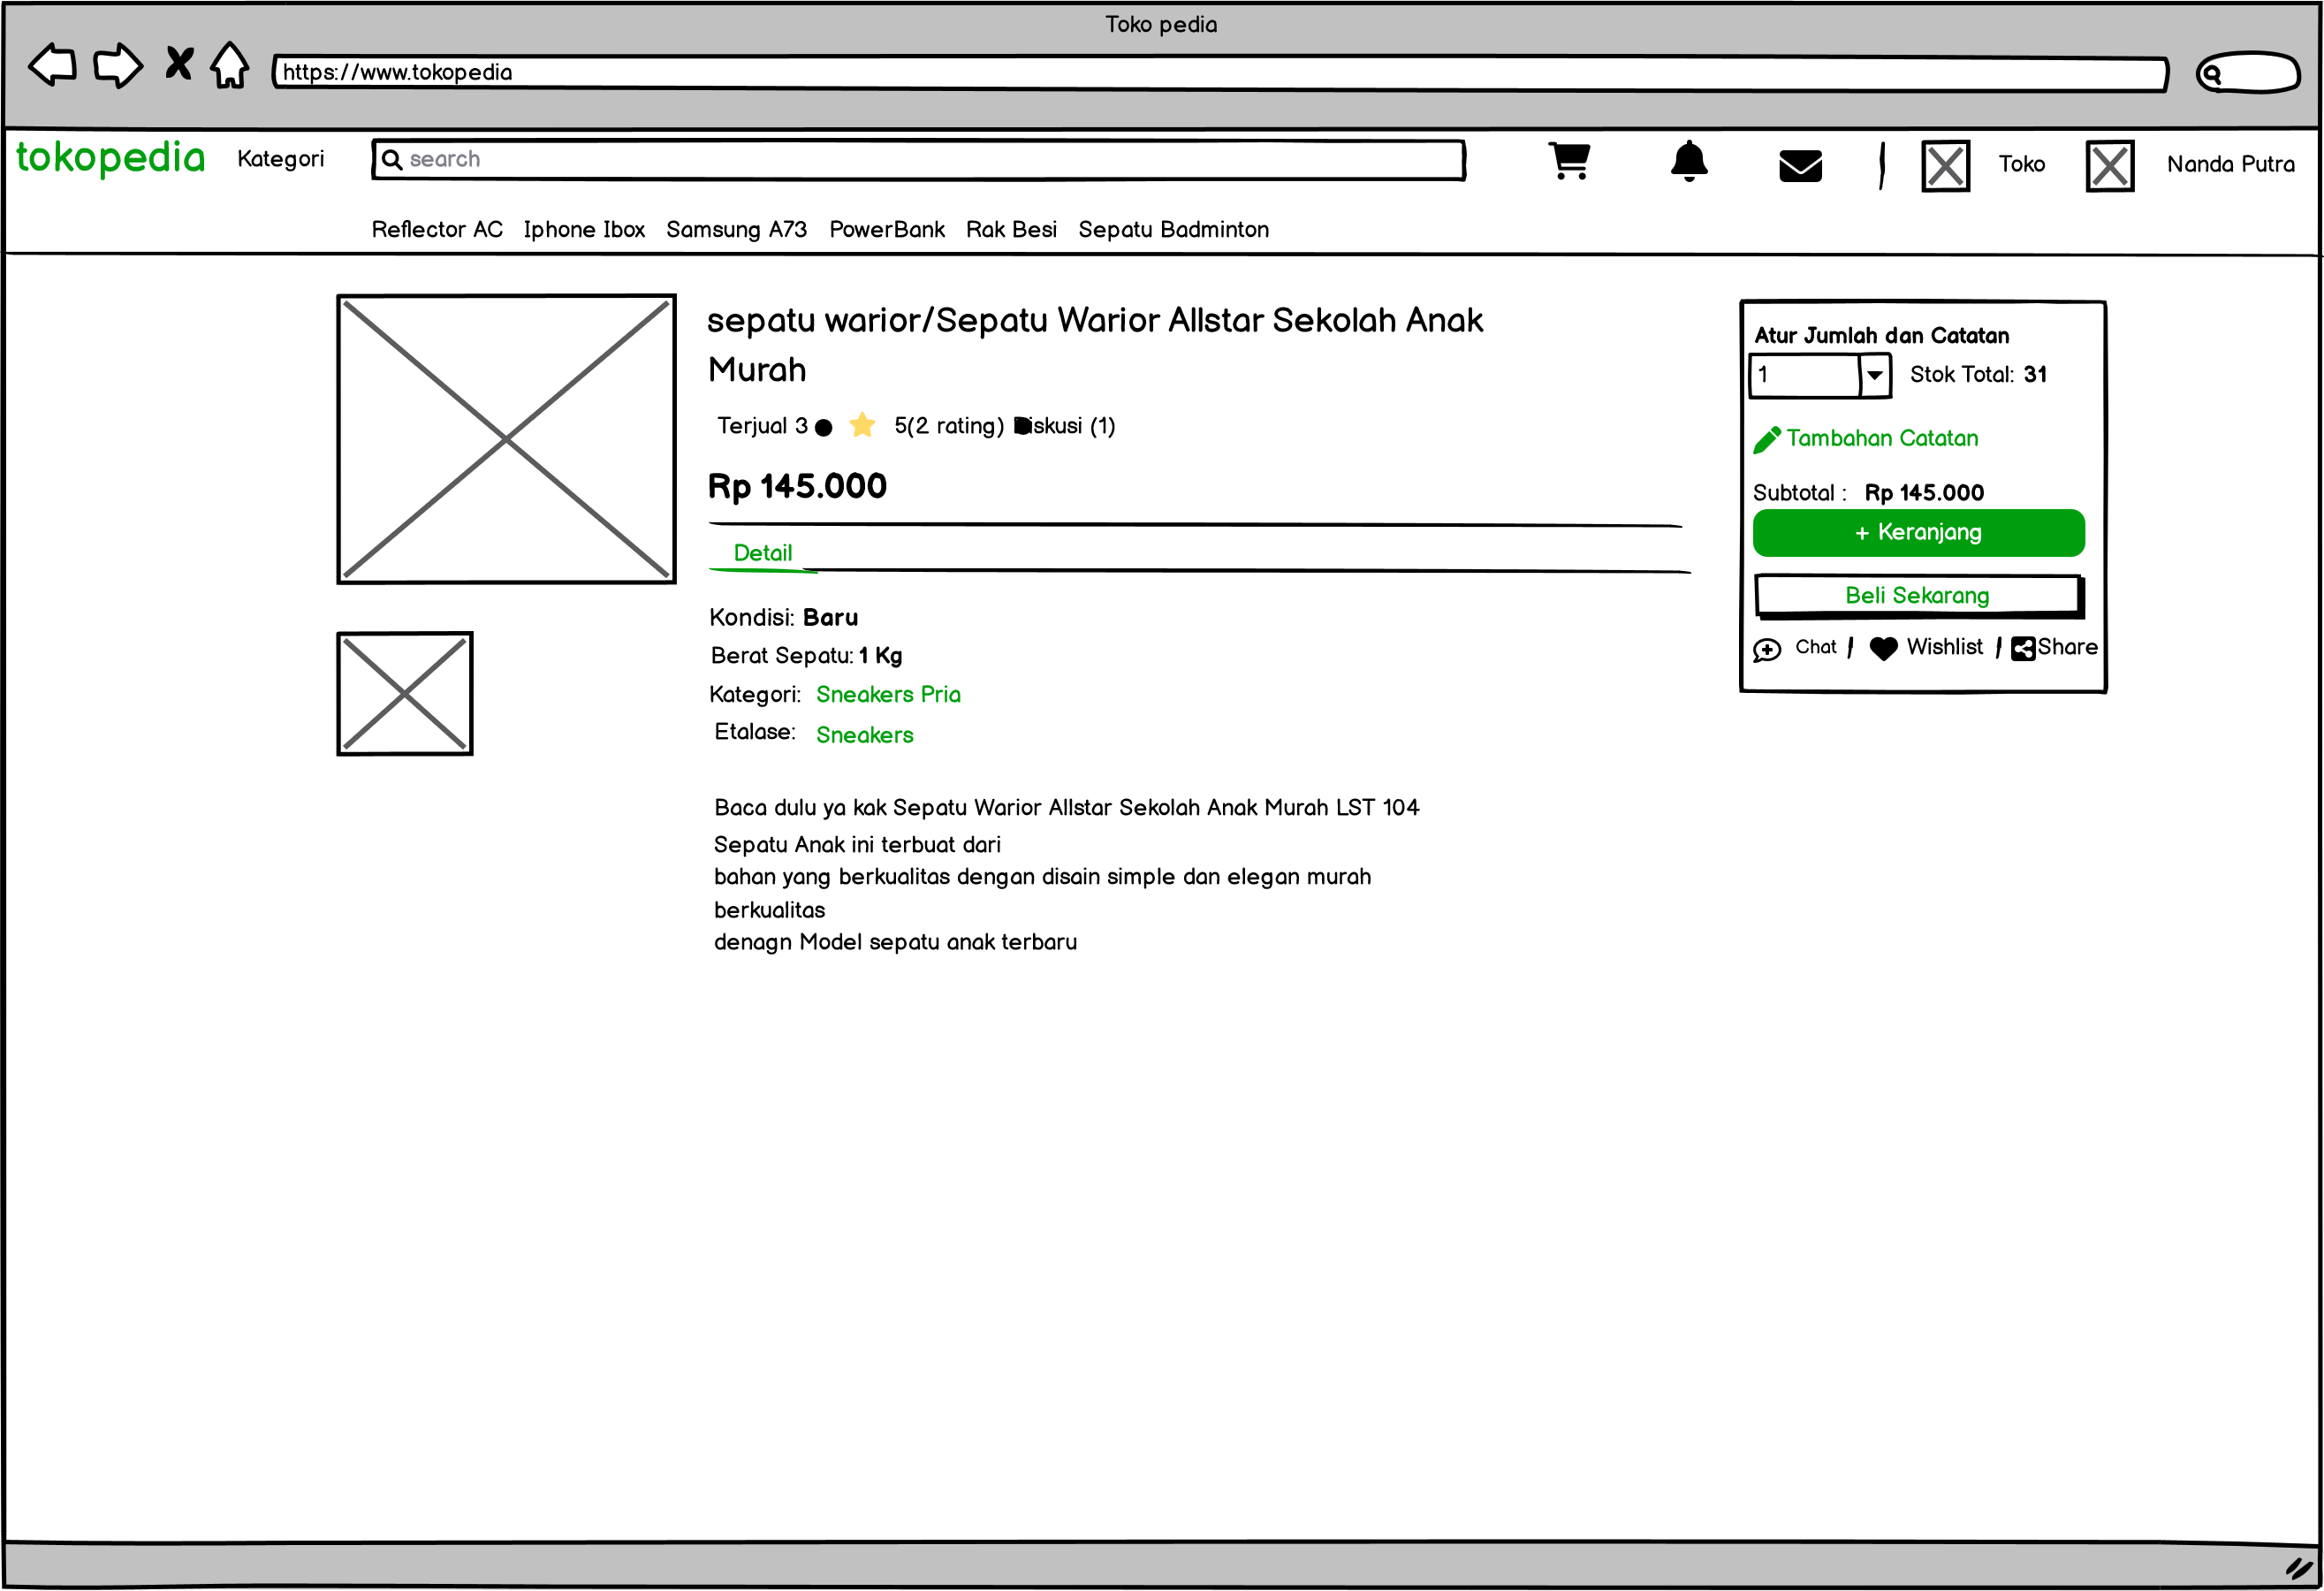 Toko pedia
https://www.tokopedia
tokopedia Kategori search Toko Nanda Putra
Reflector AC Iphone Ibox Samsung A73 PowerBank Rak Besi Sepatu Badminton
sepatu warior/Sepatu Warior Allstar Sekolah Anak
Murah
Terjual 3 5(2 rating) Diskusi (1)
Rp 145.000
Detail
Kondisi: Baru
Berat Sepatu: 1 Kg
Kategori: Sneakers Pria
Etalase: Sneakers
Baca dulu ya kak Sepatu Warior Allstar Sekolah Anak Murah LST 104
Sepatu Anak ini terbuat dari
bahan yang berkualitas dengan disain simple dan elegan murah
berkualitas
denagn Model sepatu anak terbaru
Atur Jumlah dan Catatan
1 Stok Total: 31
Tambahan Catatan
Subtotal : Rp 145.000
+ Keranjang
Beli Sekarang
Chat Wishlist Share